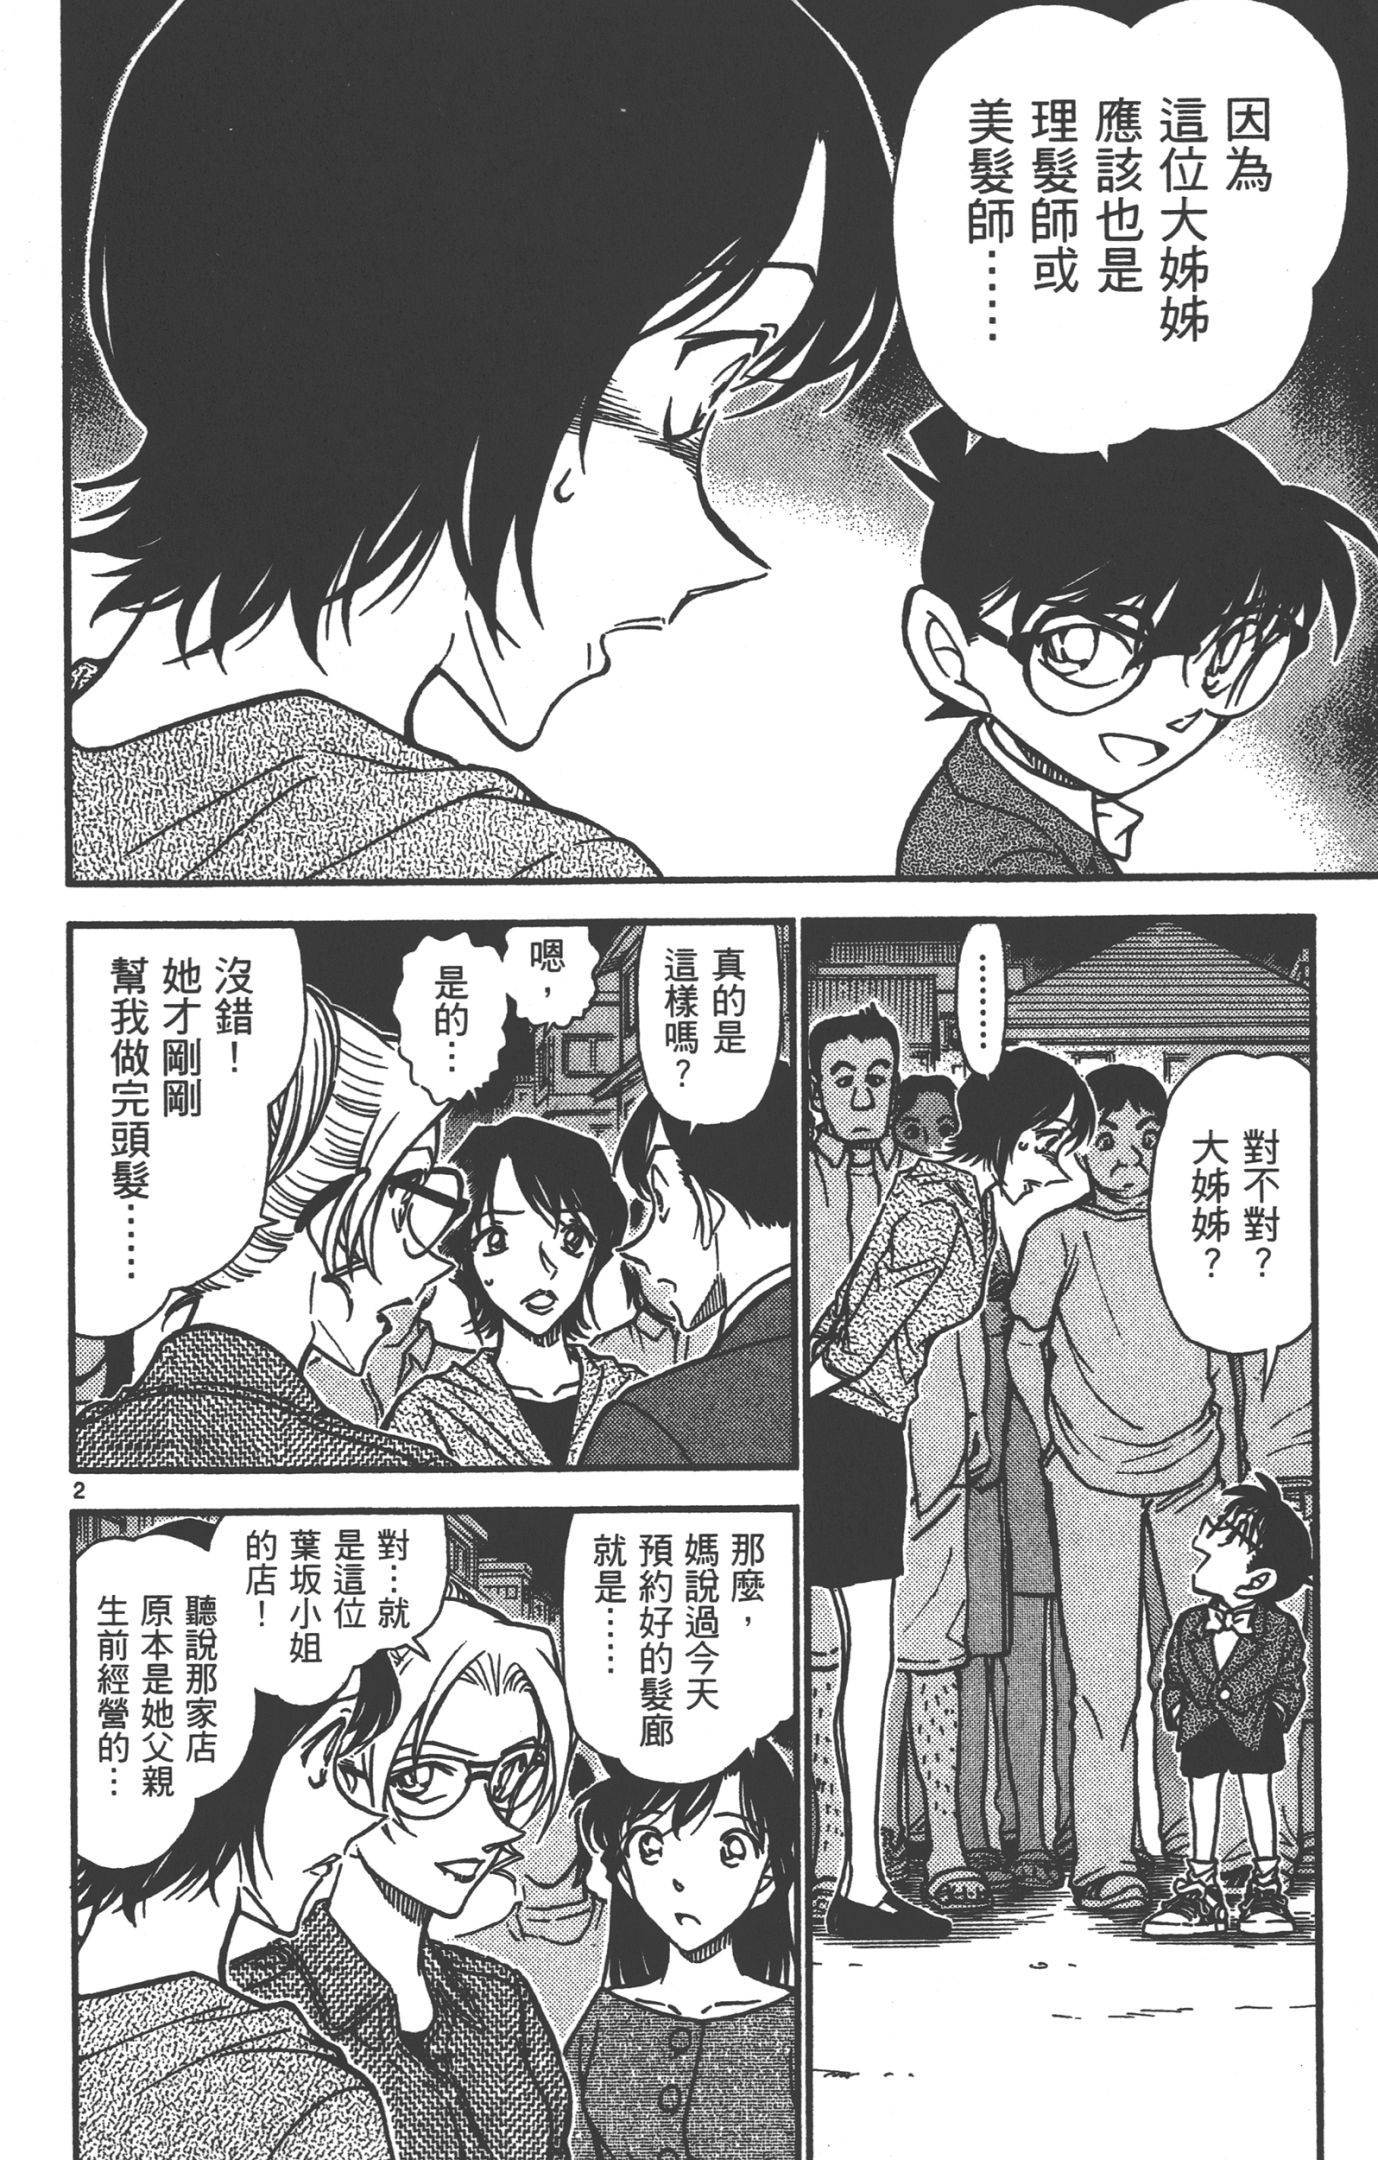 因為
這位大姊姊
應該也是
理髮師或
美髮師……
對不對？
大姊姊？
………
真的是
這樣嗎？
嗯，
是的…
沒錯！
她才剛剛
幫我做完頭髮……
2
那麼，
媽說過今天
預約好的髮廊
就是……
對…就
是這位
葉坂小姐
的店！
聽說那家店
原本是她父親
生前經營的…